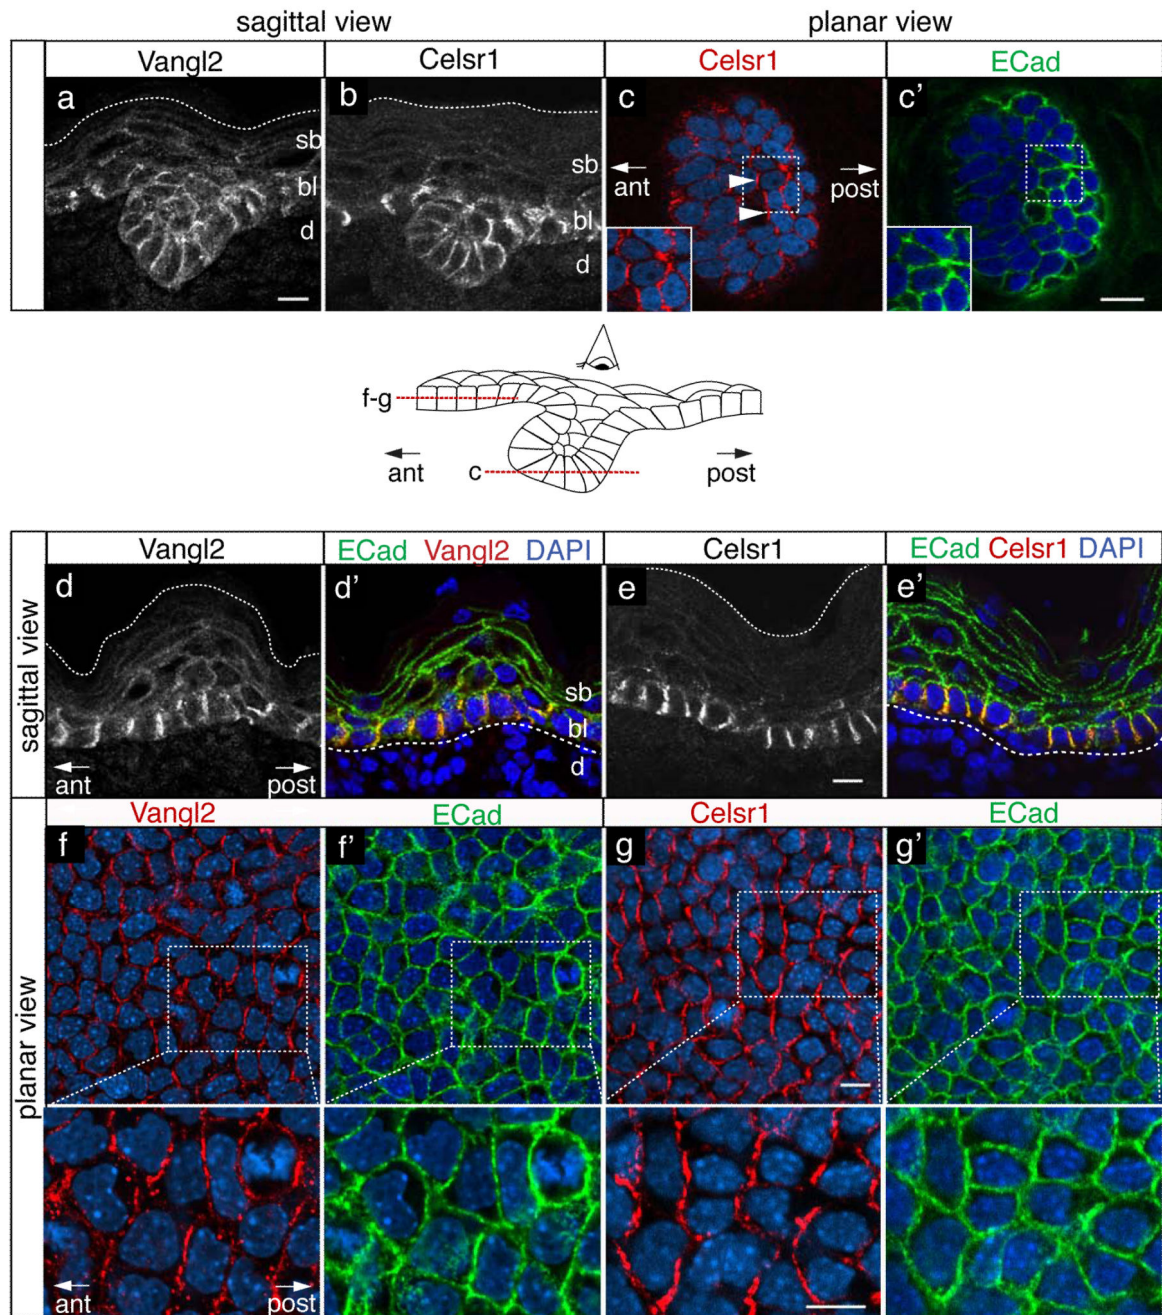 sagittal view planar view
Vangl2 Celsr1 Celsr1 ECad
a b c c’
sb sb
bl bl
d d
ant post
f-g
c
ant post
sagittal view
Vangl2 ECad Vangl2 DAPI Celsr1 ECad Celsr1 DAPI
d d’ e e’
sb
bl
d
ant post
planar view
Vangl2 ECad Celsr1 ECad
f f’ g g’
ant post